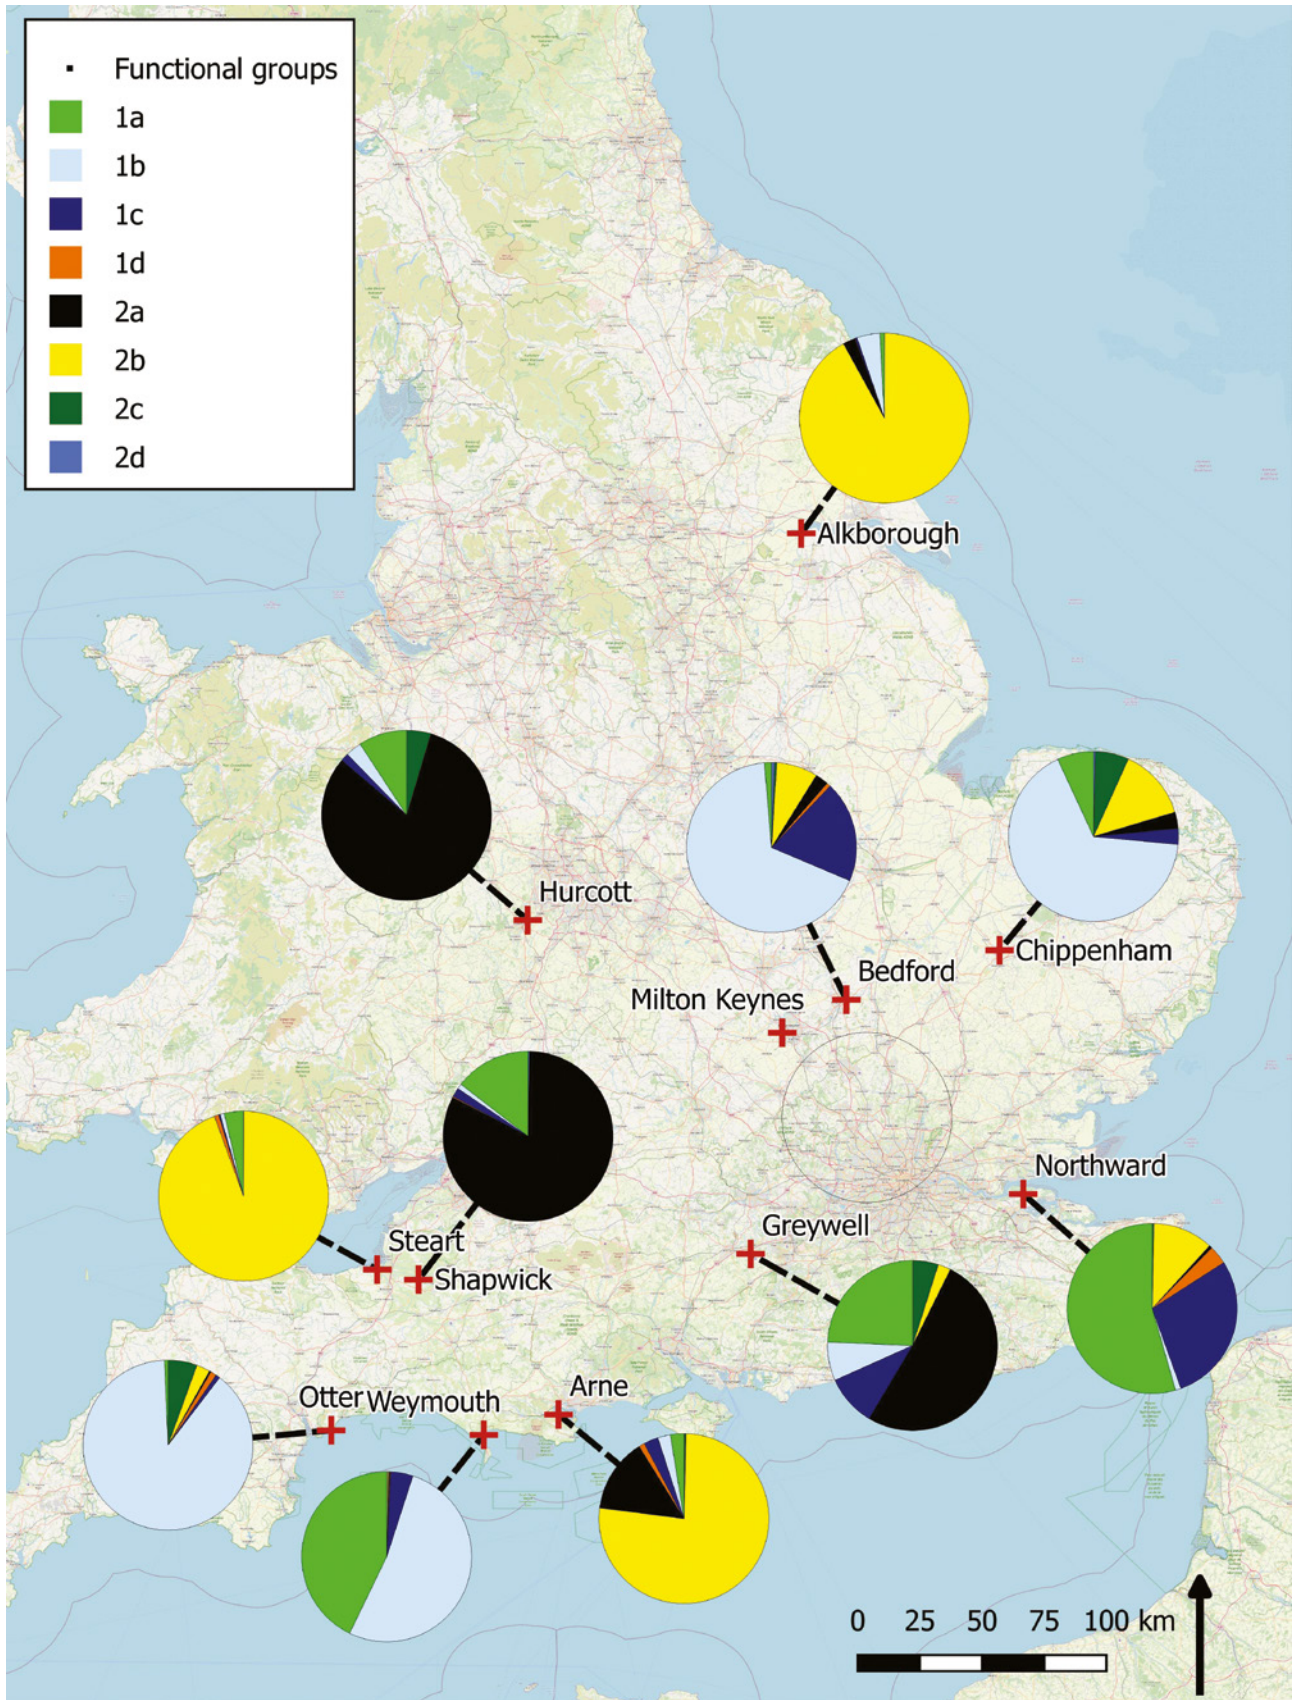 Functional groups
1a
1b
1c
1d
2a
2b
2c
2d
Alkborough
Hurcott
Bedford
Chippenham
Milton Keynes
Northward
Greywell
Steart
Shapwick
Otter
Weymouth
Arne
0 25 50 75 100 km